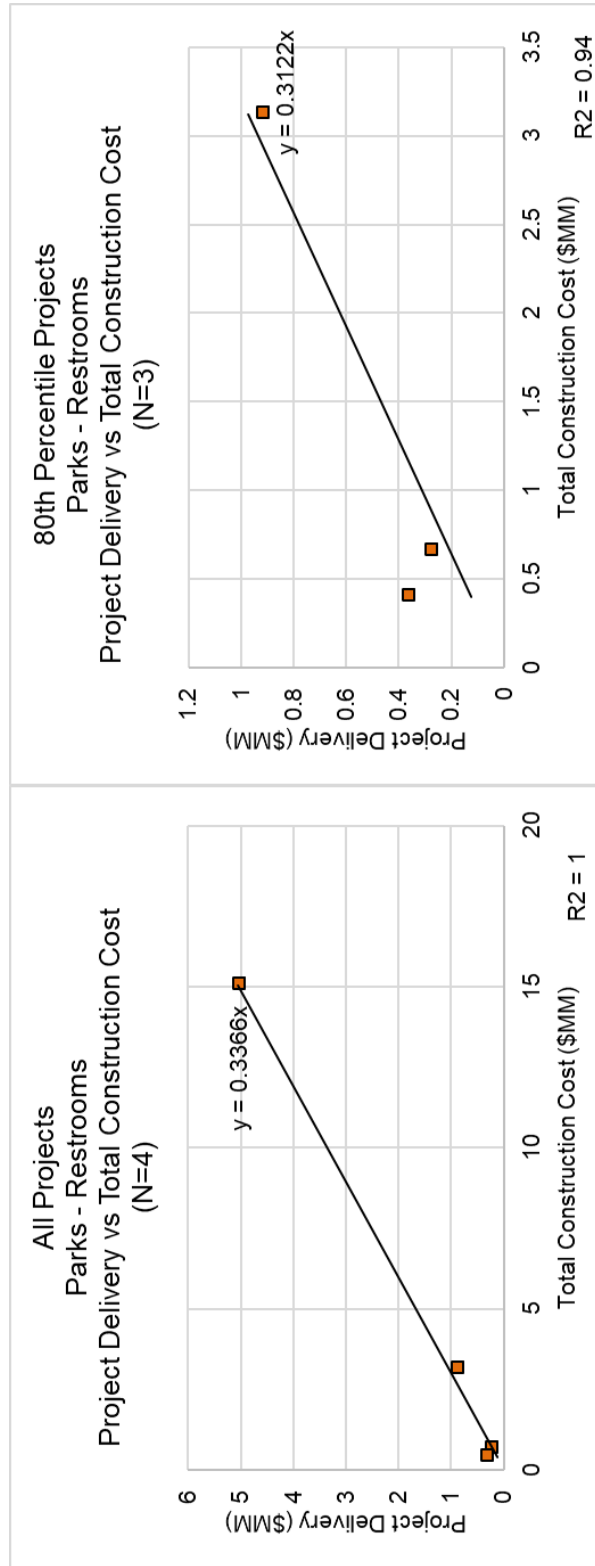 All Projects
Parks - Restrooms
Project Delivery vs Total Construction Cost
(N=4)
Project Delivery ($MM)
6
5
4
3
2
1
0
y = 0.3366x
0
5
10
15
20
Total Construction Cost ($MM)
R2 = 1
80th Percentile Projects
Parks - Restrooms
Project Delivery vs Total Construction Cost
(N=3)
Project Delivery ($MM)
1.2
1
0.8
0.6
0.4
0.2
0
y = 0.3122x
0
0.5
1
1.5
2
2.5
3
3.5
Total Construction Cost ($MM)
R2 = 0.94